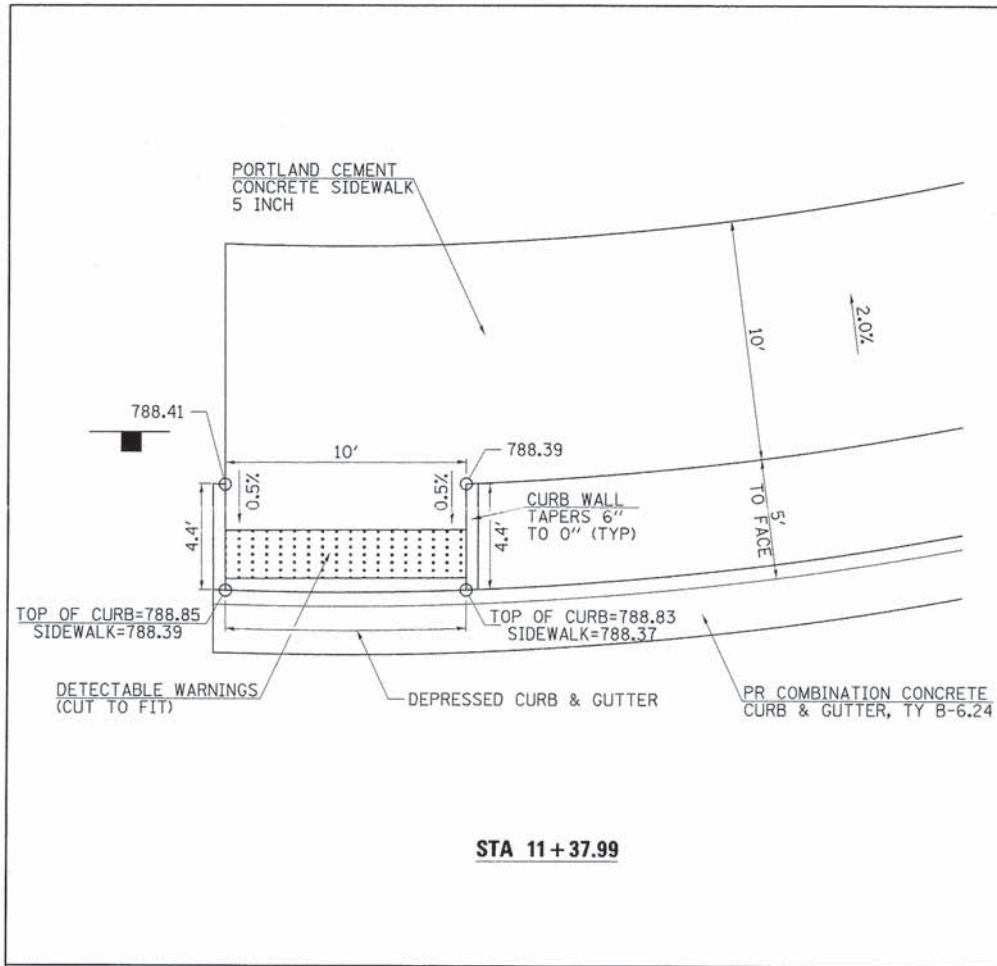 PORTLAND CEMENT
CONCRETE SIDEWALK
5 INCH
2.0%
10'
788.41
10'
788.39
0.5%
0.5%
CURB WALL
TAPERS 6"
TO 0" (TYP)
5'
TO FACE
4.4'
4.4'
TOP OF CURB=788.85
SIDEWALK=788.39
TOP OF CURB=788.83
SIDEWALK=788.37
DETECTABLE WARNINGS
(CUT TO FIT)
DEPRESSED CURB & GUTTER
PR COMBINATION CONCRETE
CURB & GUTTER, TY B-6.24
STA 11+37.99